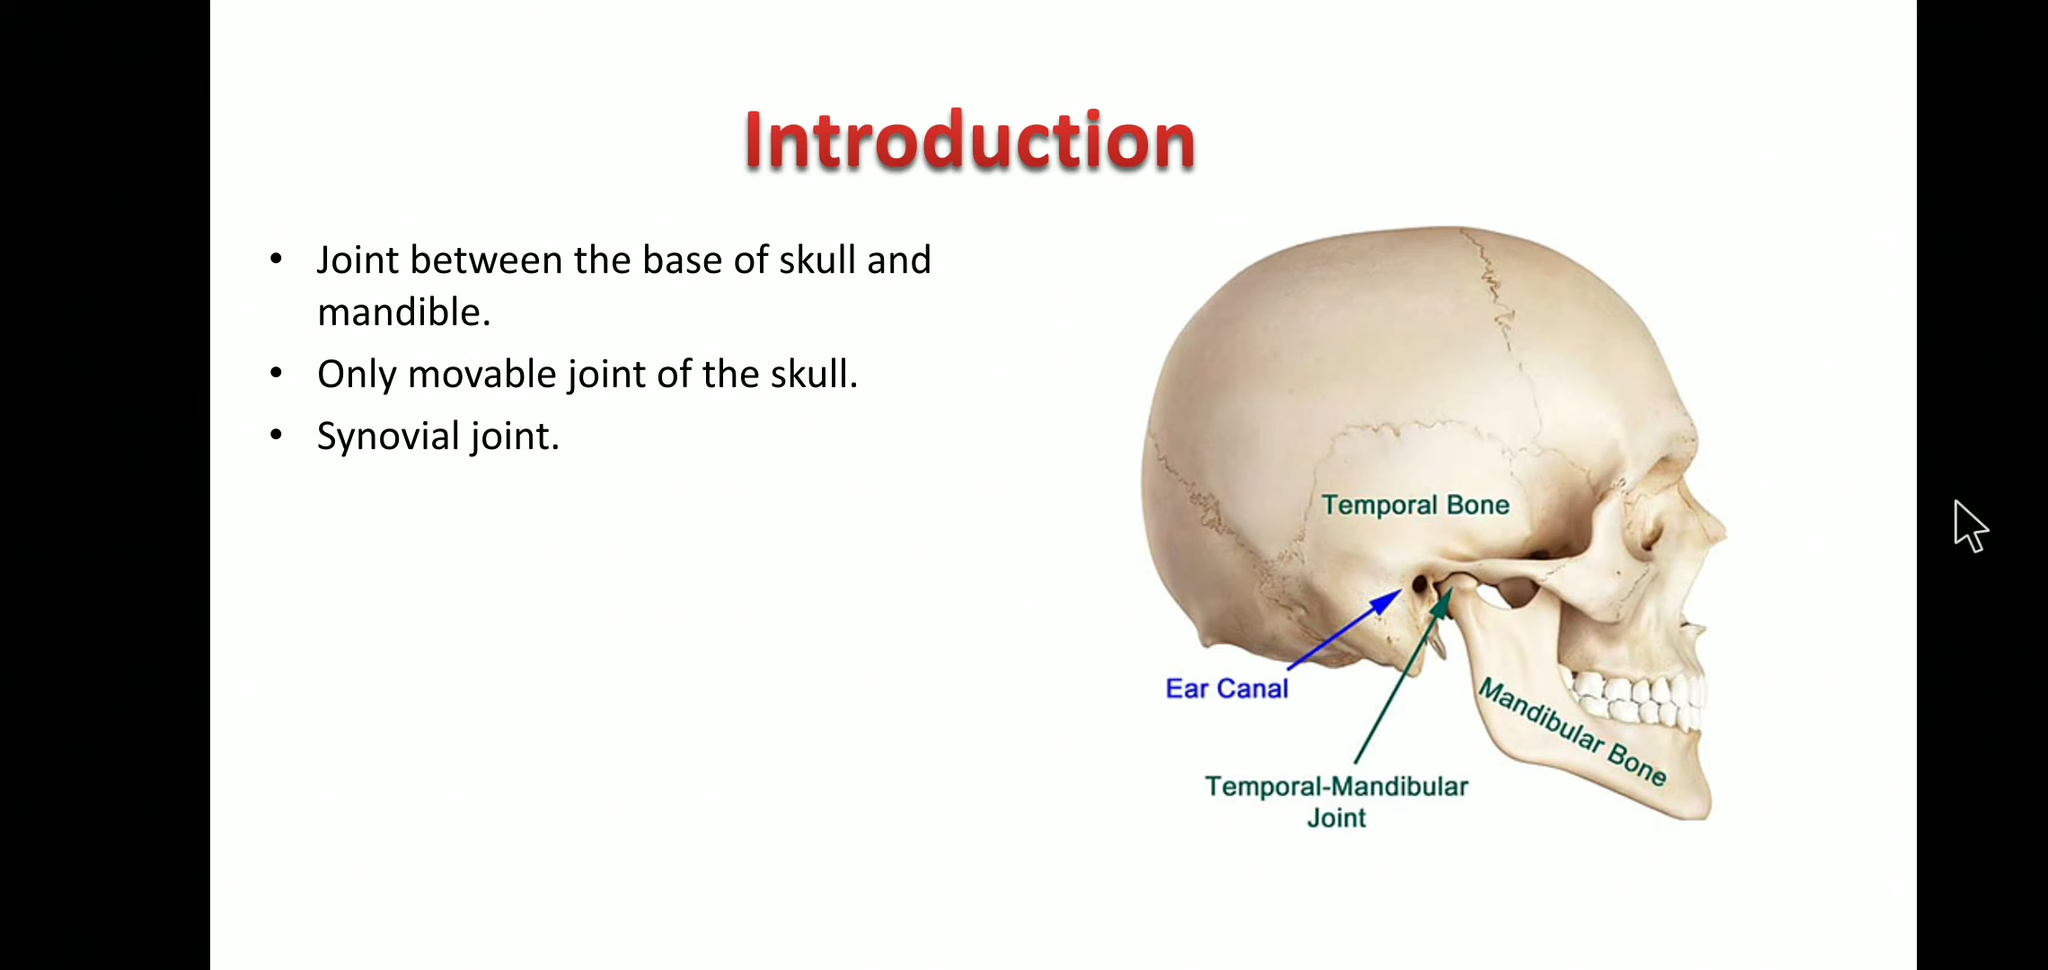 Introduction
• Joint between the base of skull and
mandible.
• Only movable joint of the skull.
• Synovial joint.
Temporal Bone
Ear Canal
Mandibular Bone
Temporal-Mandibular
Joint